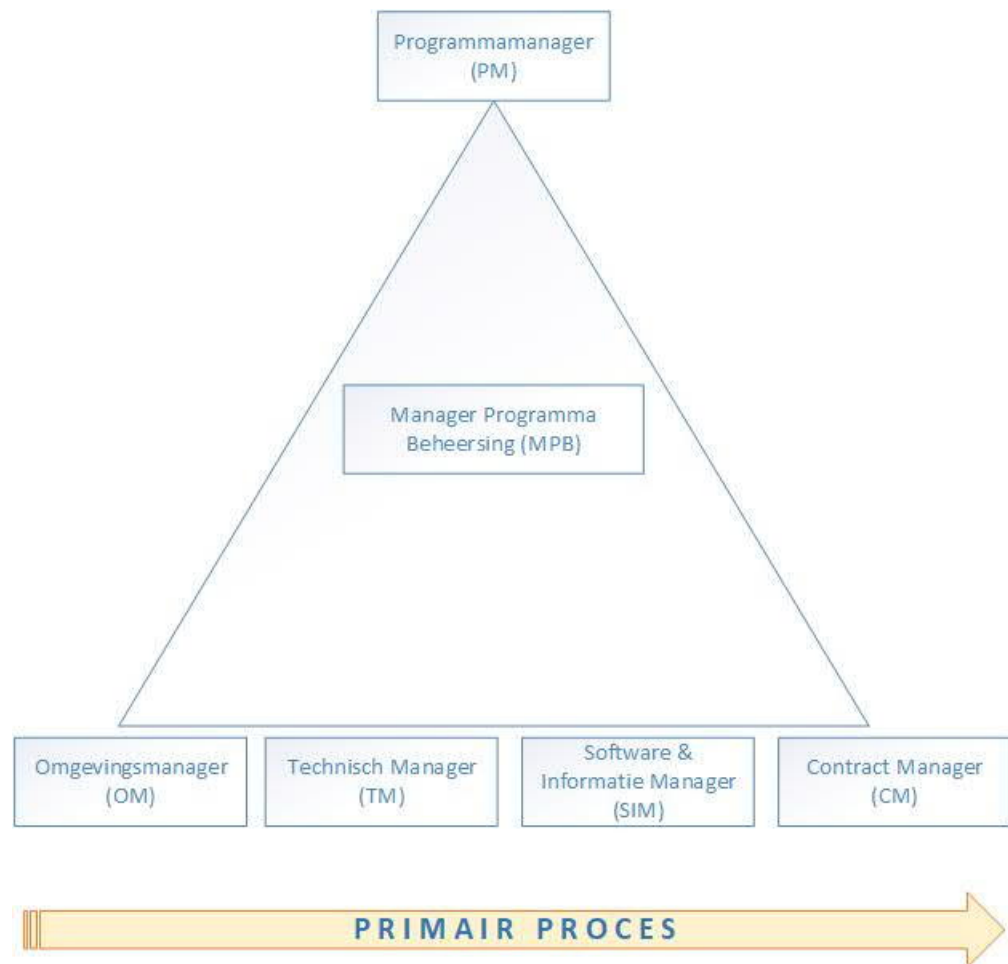 Programmamanager
(PM)
Manager Programma
Beheersing (MPB)
Omgevingsmanager
(OM)
Technisch Manager
(TM)
Software &
Informatie Manager
(SIM)
Contract Manager
(CM)
PRIMAIR PROCES